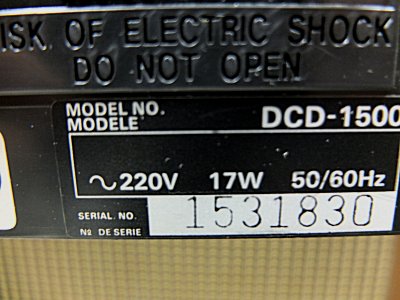 RISK OF ELECTRIC SHOCK
DO NOT OPEN
MODEL NO.
MODELE
DCD-1500
∿220V 17W 50/60Hz
SERIAL. NO.
Nº DE SERIE
1531830